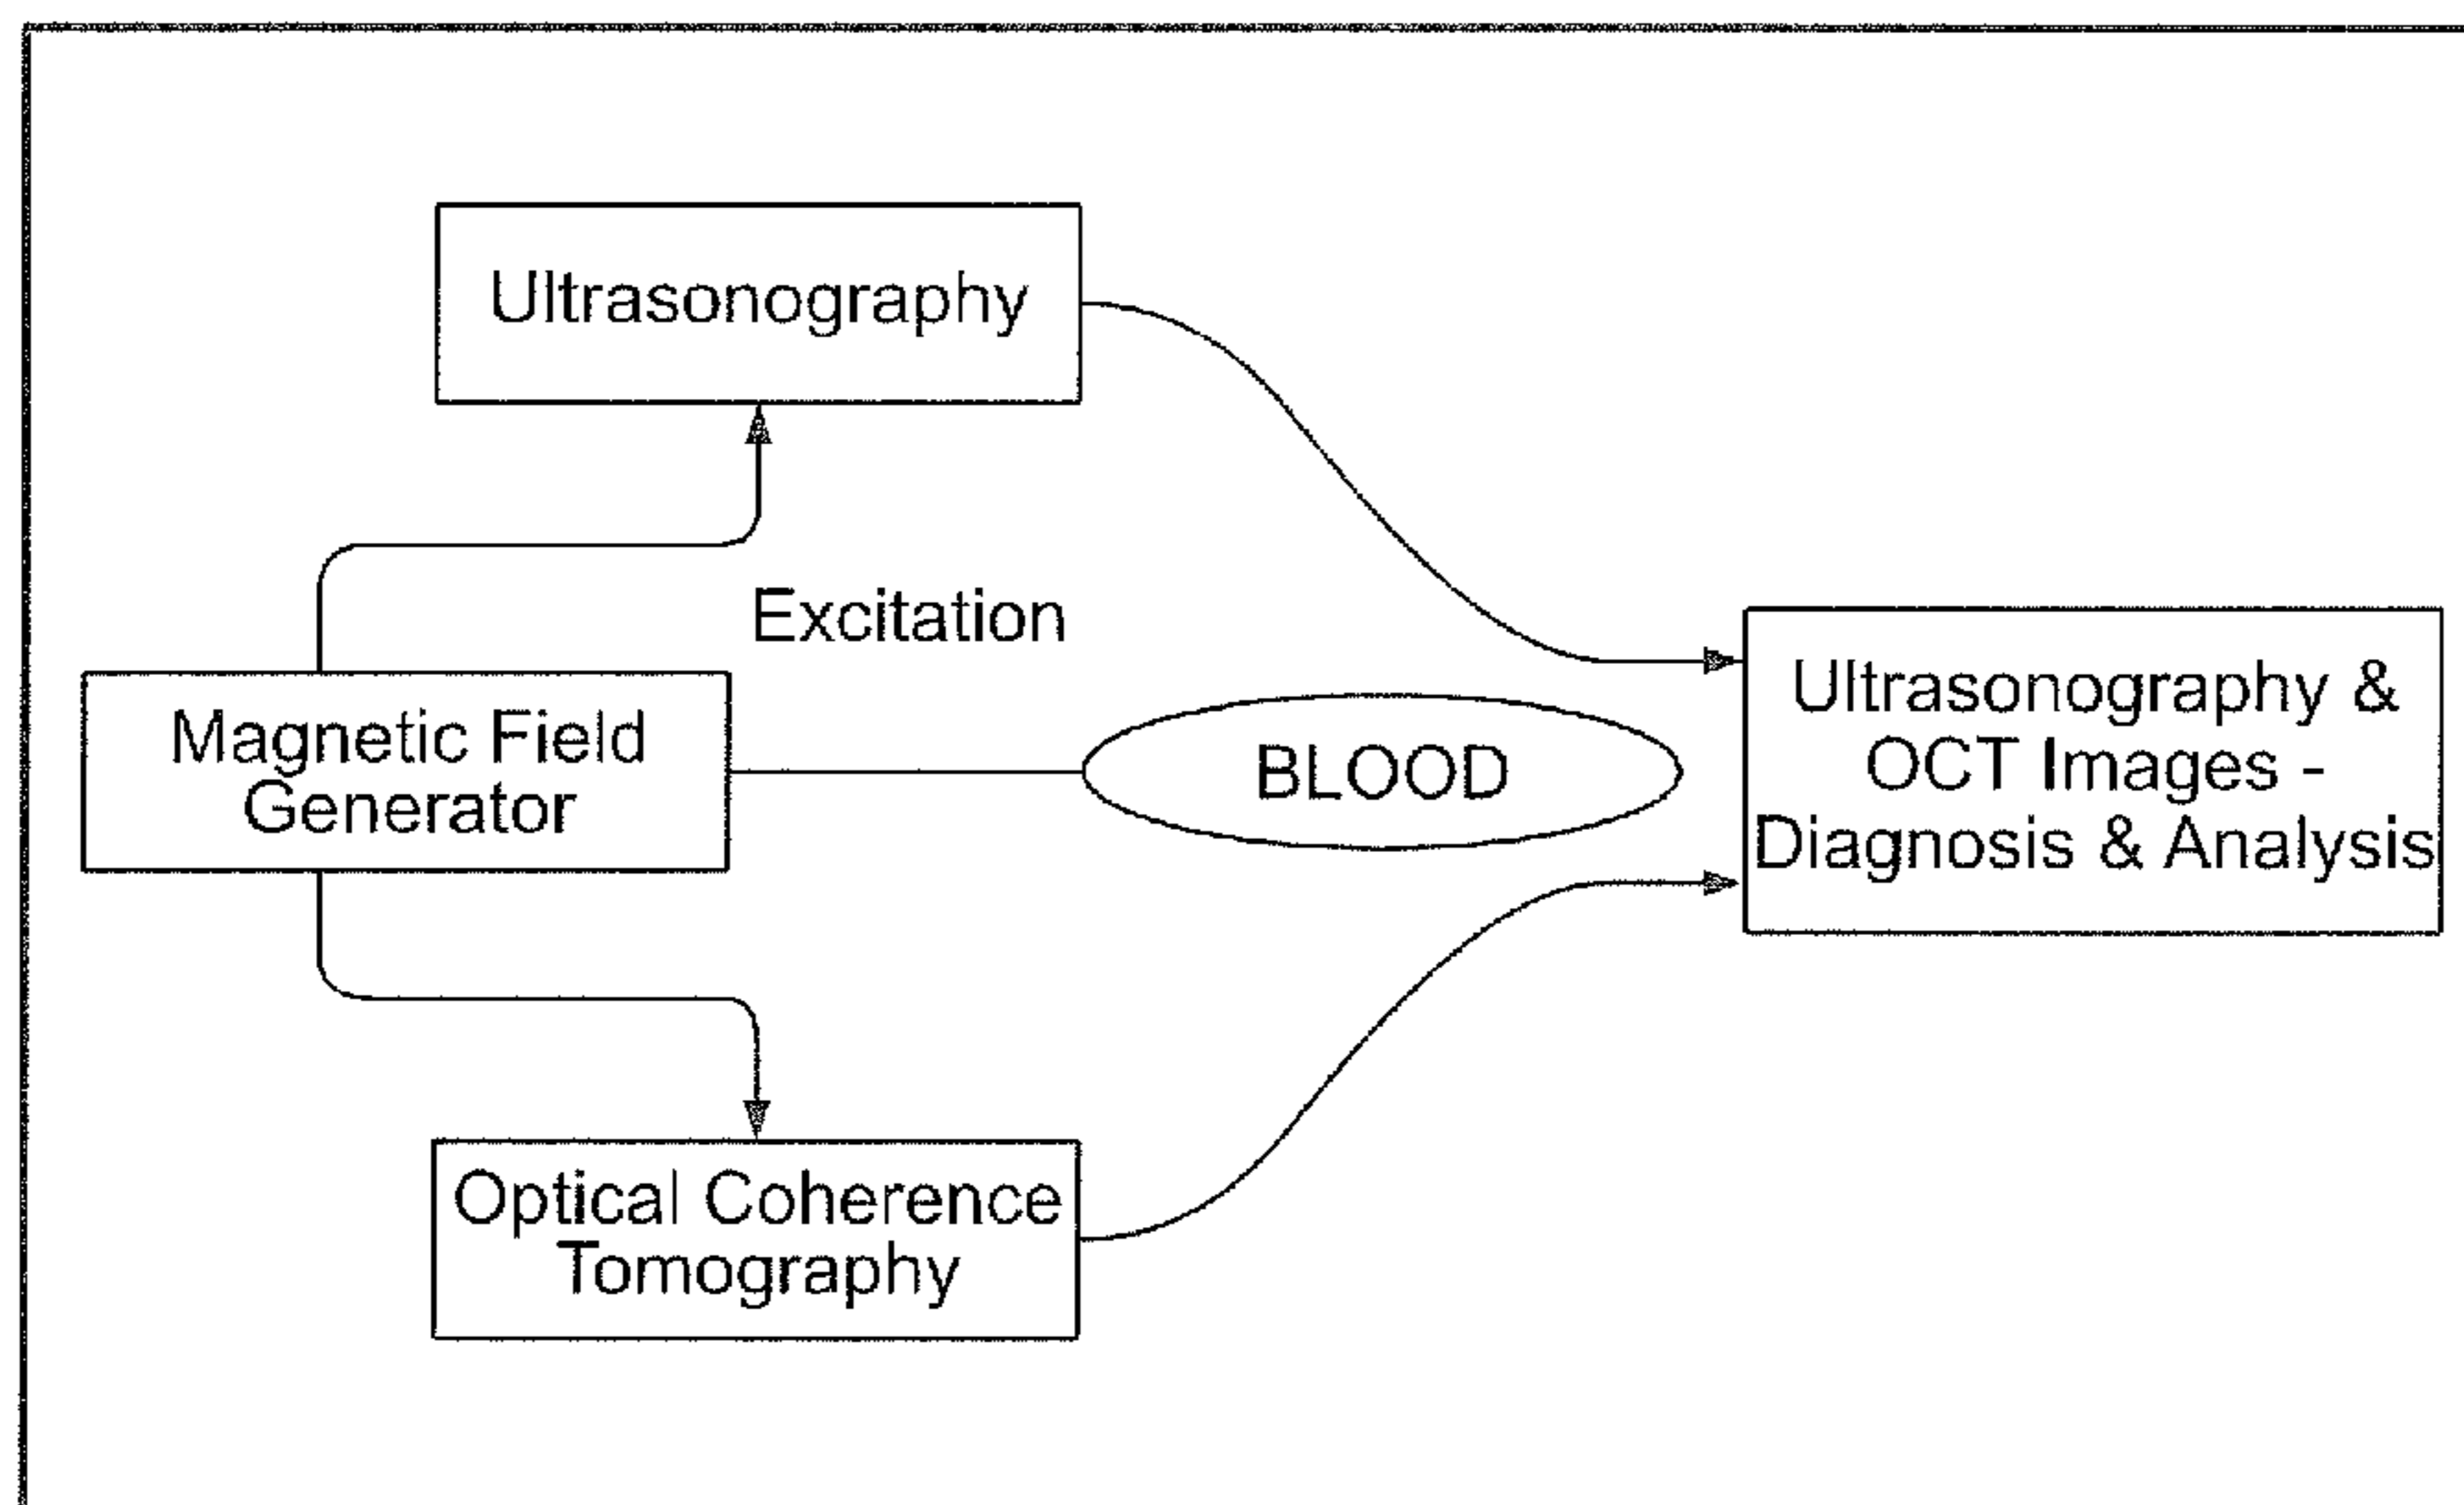 Ultrasonography
Excitation
Magnetic Field
Generator
BLOOD
Ultrasonography &
OCT Images -
Diagnosis & Analysis
Optical Coherence
Tomography